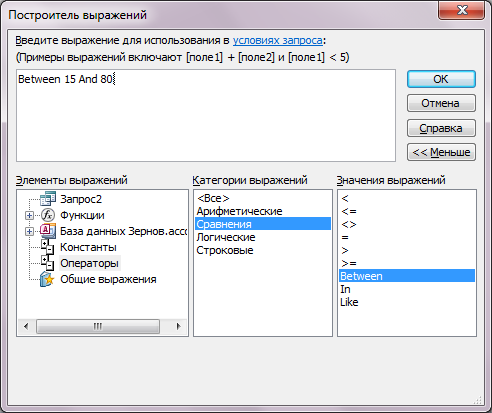 Построитель выражений
Введите выражение для использования в условиях запроса:
(Примеры выражений включают [поле1] + [поле2] и [поле1] < 5)
Between 15 And 80
ОК
Отмена
Справка
<< Меньше
Элементы выражений
Запрос2
Функции
База данных Зернов.acc
Константы
Операторы
Общие выражения
Категории выражений
<Все>
Арифметические
Сравнения
Логические
Строковые
Значения выражений
<
<=
<>
=
>
>=
Between
In
Like